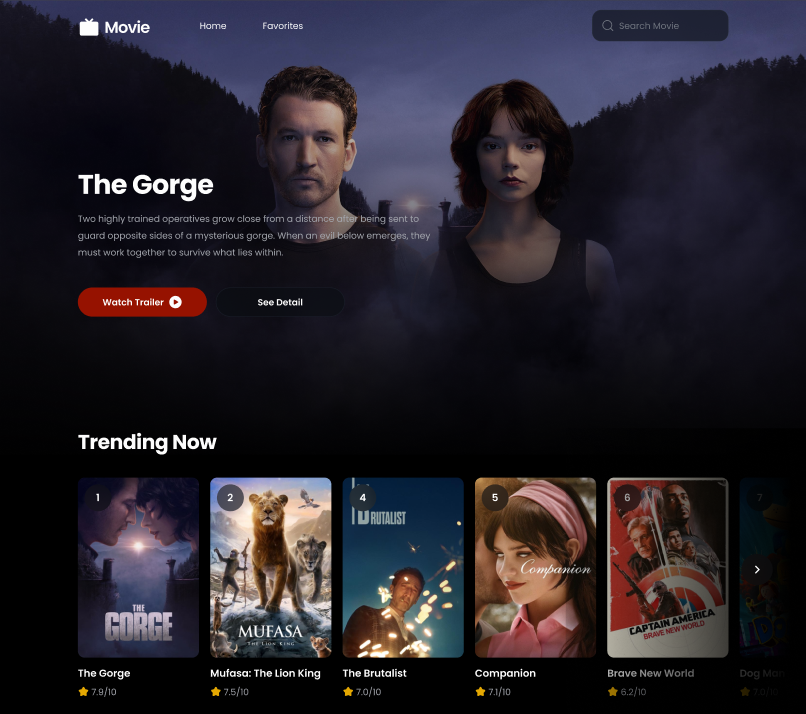 Movie
Home
Favorites
Search Movie
The Gorge
Two highly trained operatives grow close from a distance after being sent to
guard opposite sides of a mysterious gorge. When an evil below emerges, they
must work together to survive what lies within.
Watch Trailer
See Detail
Trending Now
1
2
4
5
6
7
THE
GORGE
MUFASA
THE LION KING
BRUTALIST
Companion
CAPTAIN AMERICA
BRAVE NEW WORLD
The Gorge
Mufasa: The Lion King
The Brutalist
Companion
Brave New World
Dog Man
7.9/10
7.5/10
7.0/10
7.1/10
6.2/10
7.0/10